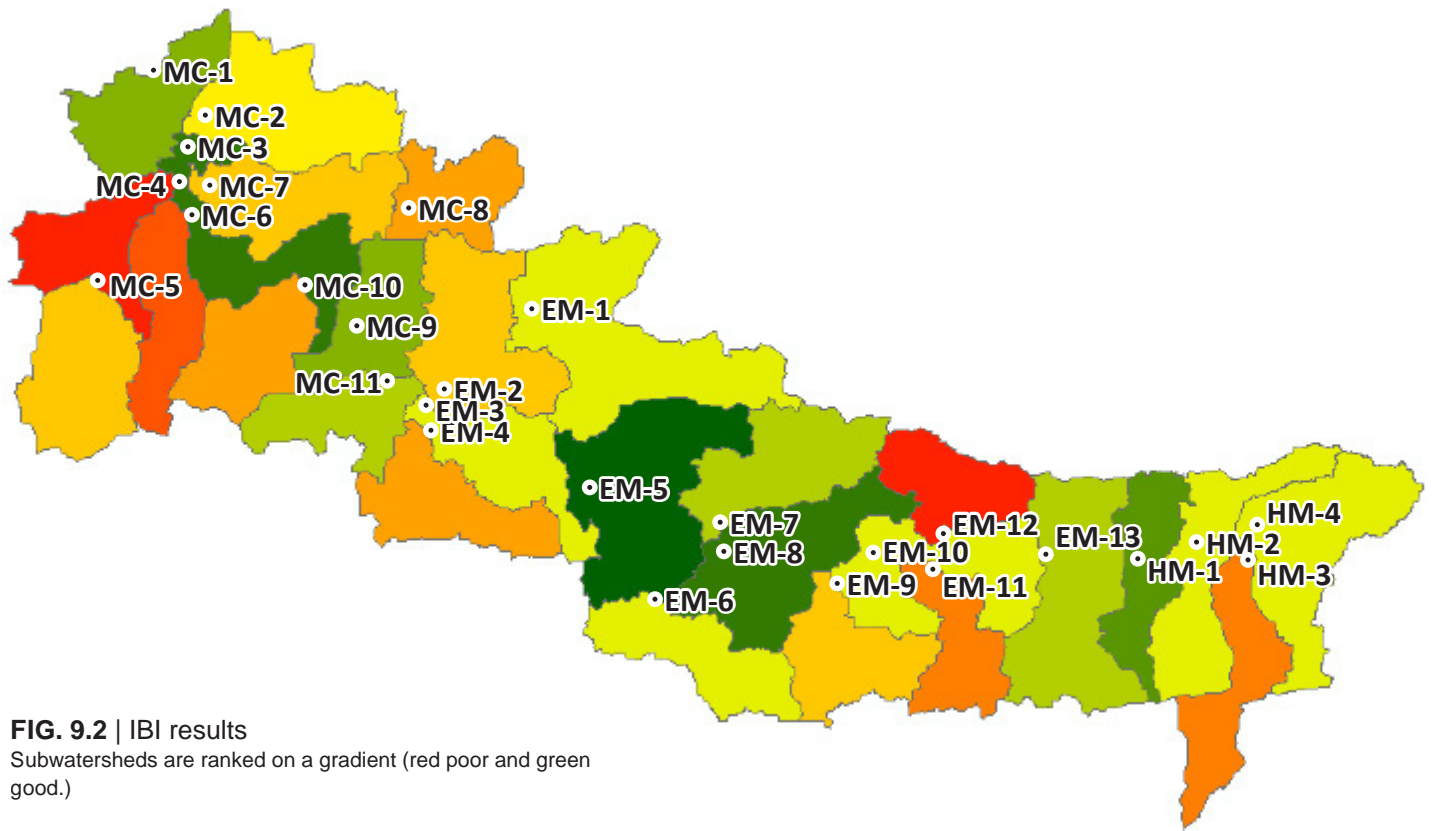 MC-1
MC-2
MC-3
MC-4
MC-7
MC-6
MC-8
MC-5
MC-10
MC-9
EM-1
MC-11
EM-2
EM-3
EM-4
EM-5
EM-7
EM-8
EM-6
EM-12
EM-10
EM-9
EM-11
EM-13
HM-4
HM-2
HM-1
HM-3
FIG. 9.2 | IBI results
Subwatersheds are ranked on a gradient (red poor and green
good.)